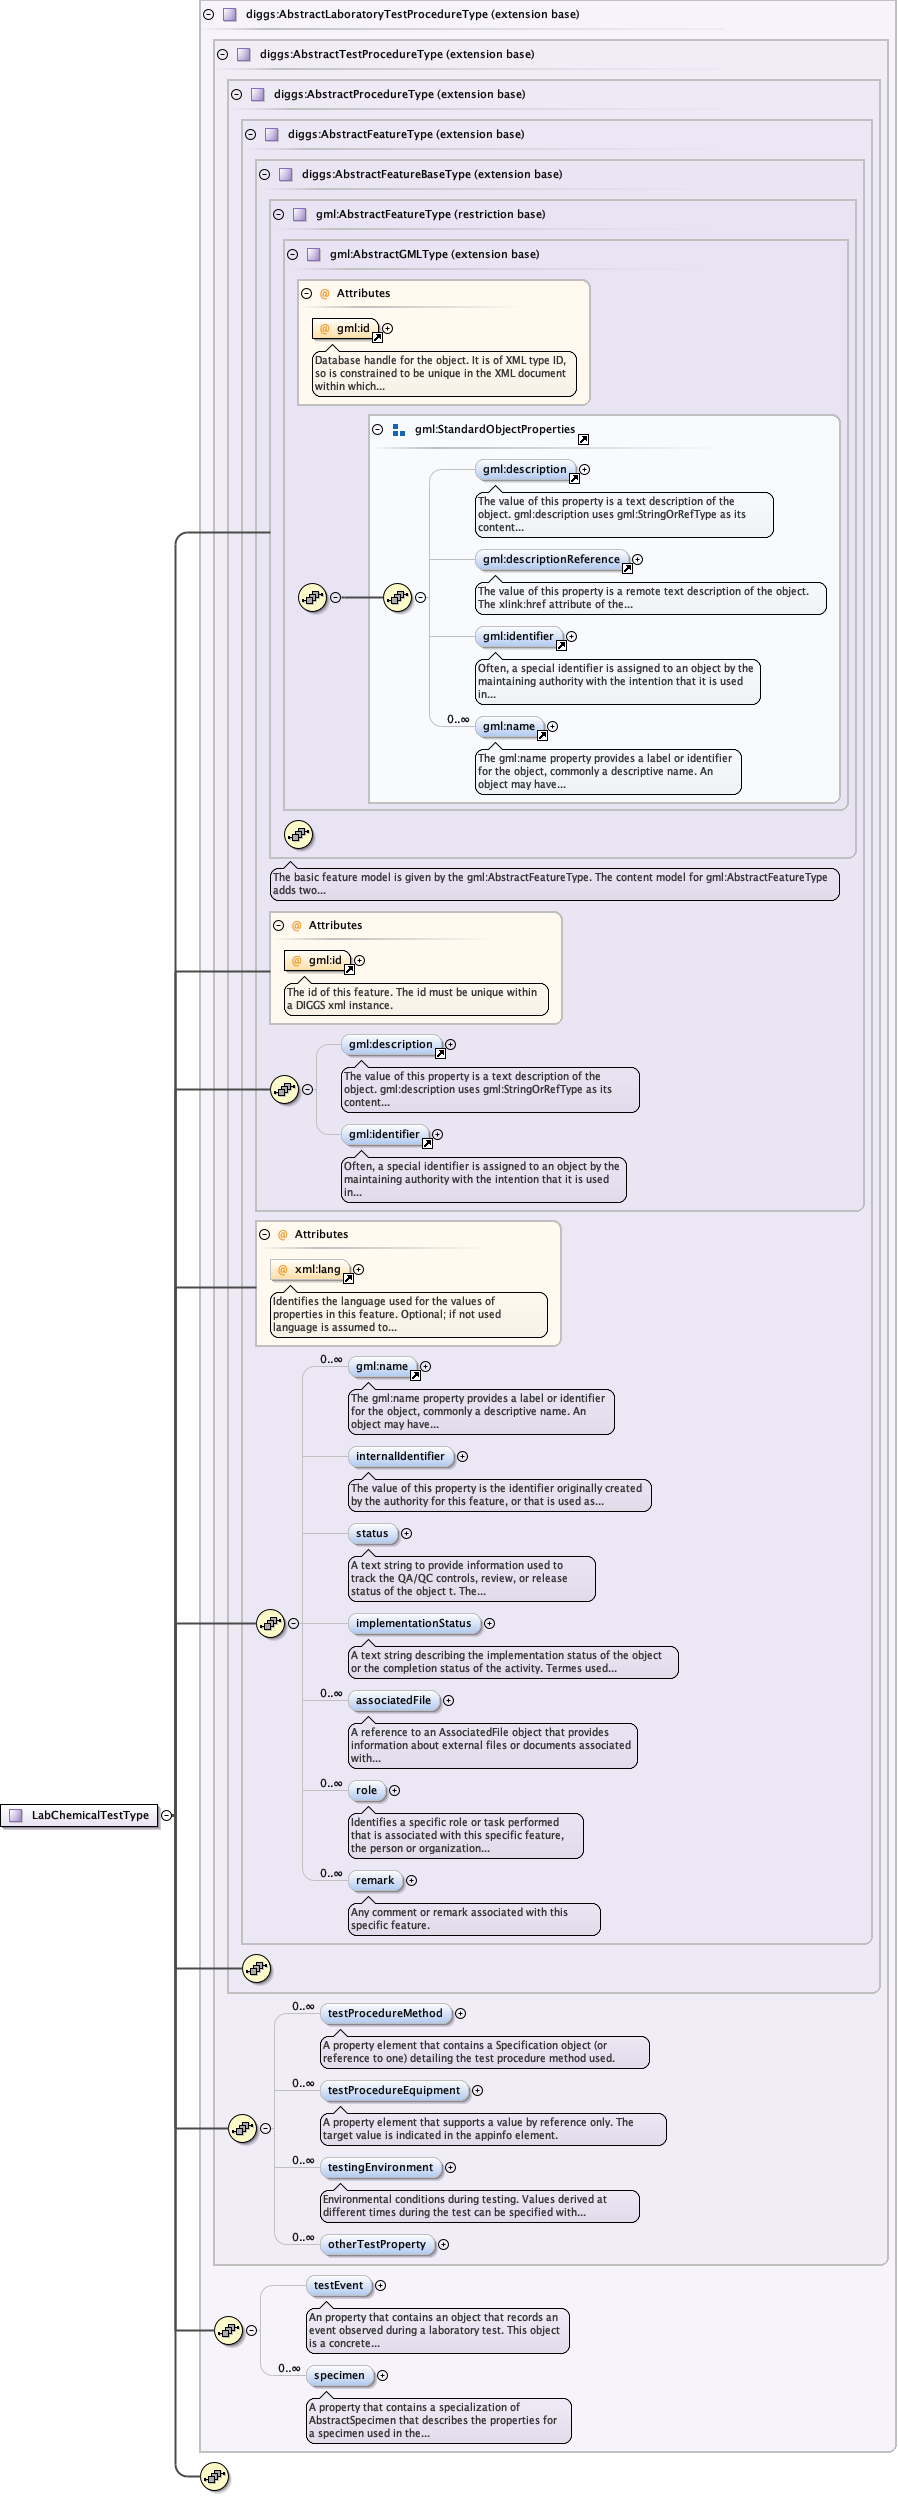 diggs:AbstractLaboratoryTestProcedureType (extension base)
diggs:AbstractTestProcedureType (extension base)
diggs:AbstractProcedureType (extension base)
diggs:AbstractFeatureType (extension base)
diggs:AbstractFeatureBaseType (extension base)
gml:AbstractFeatureType (restriction base)
gml:AbstractGMLType (extension base)
@ Attributes
@ gml:id
Database handle for the object. It is of XML type ID,
so is constrained to be unique in the XML document
within which...
gml:StandardObjectProperties
gml:description
The value of this property is a text description of the
object. gml:description uses gml:StringOrRefType as its
content...
gml:descriptionReference
The value of this property is a remote text description of the object.
The xlink:href attribute of the...
gml:identifier
Often, a special identifier is assigned to an object by the
maintaining authority with the intention that it is used
in...
0..∞
gml:name
The gml:name property provides a label or identifier
for the object, commonly a descriptive name. An
object may have...
The basic feature model is given by the gml:AbstractFeatureType. The content model for gml:AbstractFeatureType
adds two...
@ Attributes
@ gml:id
The id of this feature. The id must be unique within
a DIGGS xml instance.
gml:description
The value of this property is a text description of the
object. gml:description uses gml:StringOrRefType as its
content...
gml:identifier
Often, a special identifier is assigned to an object by the
maintaining authority with the intention that it is used
in...
@ Attributes
@ xml:lang
Identifies the language used for the values of
properties in this feature. Optional; if not used
language is assumed to...
0..∞
gml:name
The gml:name property provides a label or identifier
for the object, commonly a descriptive name. An
object may have...
internalIdentifier
The value of this property is the identifier originally created
by the authority for this feature, or that is used as...
status
A text string to provide information used to
track the QA/QC controls, review, or release
status of the object t. The...
implementationStatus
A text string describing the implementation status of the object
or the completion status of the activity. Termes used...
0..∞
associatedFile
A reference to an AssociatedFile object that provides
information about external files or documents associated
with...
0..∞
role
Identifies a specific role or task performed
that is associated with this specific feature,
the person or organization...
LabChemicalTestType
0..∞
remark
Any comment or remark associated with this
specific feature.
0..∞
testProcedureMethod
A property element that contains a Specification object (or
reference to one) detailing the test procedure method used.
0..∞
testProcedureEquipment
A property element that supports a value by reference only. The
target value is indicated in the appinfo element.
0..∞
testingEnvironment
Environmental conditions during testing. Values derived at
different times during the test can be specified with...
0..∞
otherTestProperty
testEvent
An property that contains an object that records an
event observed during a laboratory test. This object
is a concrete...
0..∞
specimen
A property that contains a specialization of
AbstractSpecimen that describes the properties for
a specimen used in the...